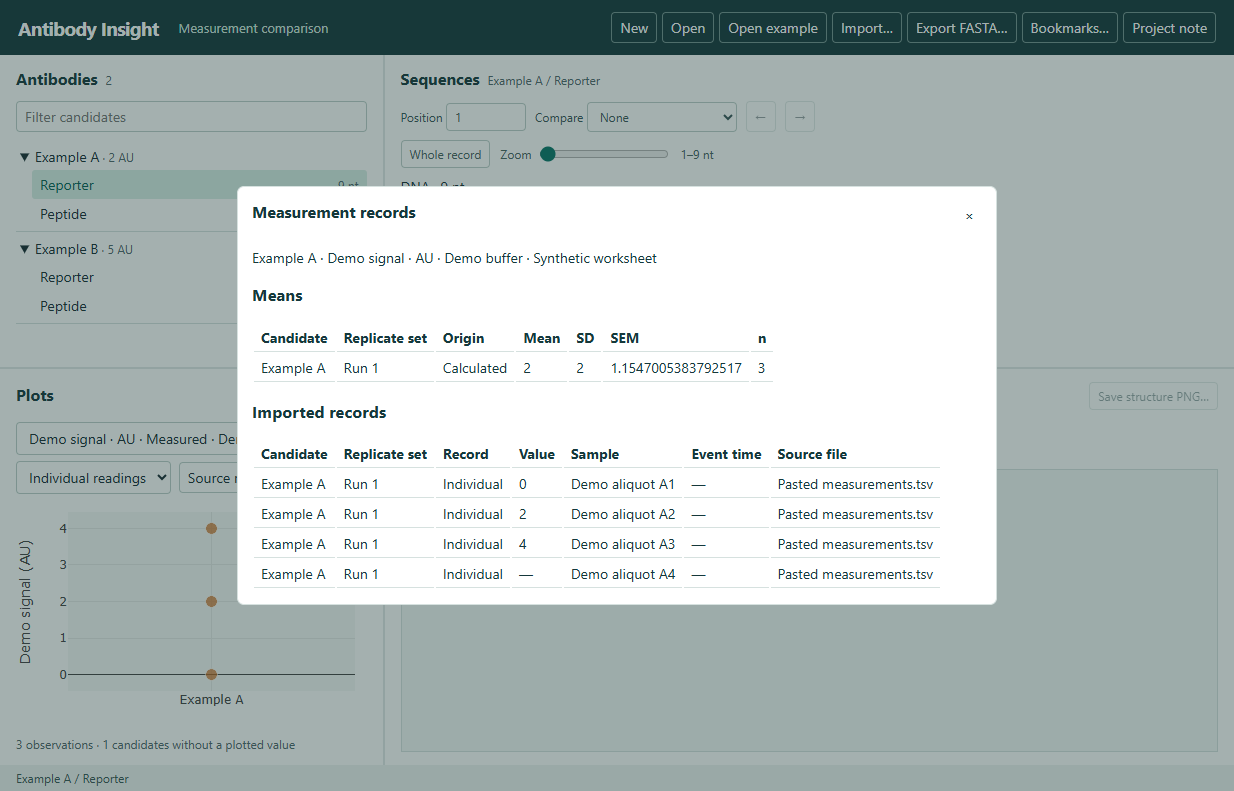 Antibody Insight Measurement comparison New Open Open example Import... Export FASTA... Bookmarks... Project note
Antibodies 2
Filter candidates
▼ Example A · 2 AU
Reporter 9 nt
Peptide
▼ Example B · 5 AU
Reporter
Peptide
Sequences Example A / Reporter
Position 1 Compare None ← →
Whole record Zoom 1–9 nt
DNA · 9 nt
Measurement records ×
Example A · Demo signal · AU · Demo buffer · Synthetic worksheet
Means
Candidate Replicate set Origin Mean SD SEM n
Example A Run 1 Calculated 2 2 1.1547005383792517 3
Imported records
Candidate Replicate set Record Value Sample Event time Source file
Example A Run 1 Individual 0 Demo aliquot A1 — Pasted measurements.tsv
Example A Run 1 Individual 2 Demo aliquot A2 — Pasted measurements.tsv
Example A Run 1 Individual 4 Demo aliquot A3 — Pasted measurements.tsv
Example A Run 1 Individual — Demo aliquot A4 — Pasted measurements.tsv
Plots
Demo signal · AU · Measured ·
Individual readings Source
Demo signal (AU)
4
3
2
1
0
Example A
3 observations · 1 candidates without a plotted value
Save structure PNG...
Example A / Reporter